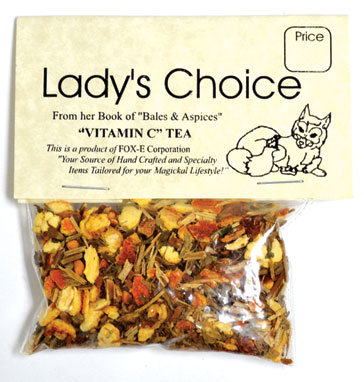 Price
Lady's Choice
From her Book of "Bales & Aspices"
“VITAMIN C” TEA
This is a product of FOX-E Corporation
"Your Source of Hand Crafted and Specialty
Items Tailored for your Magickal Lifestyle!"